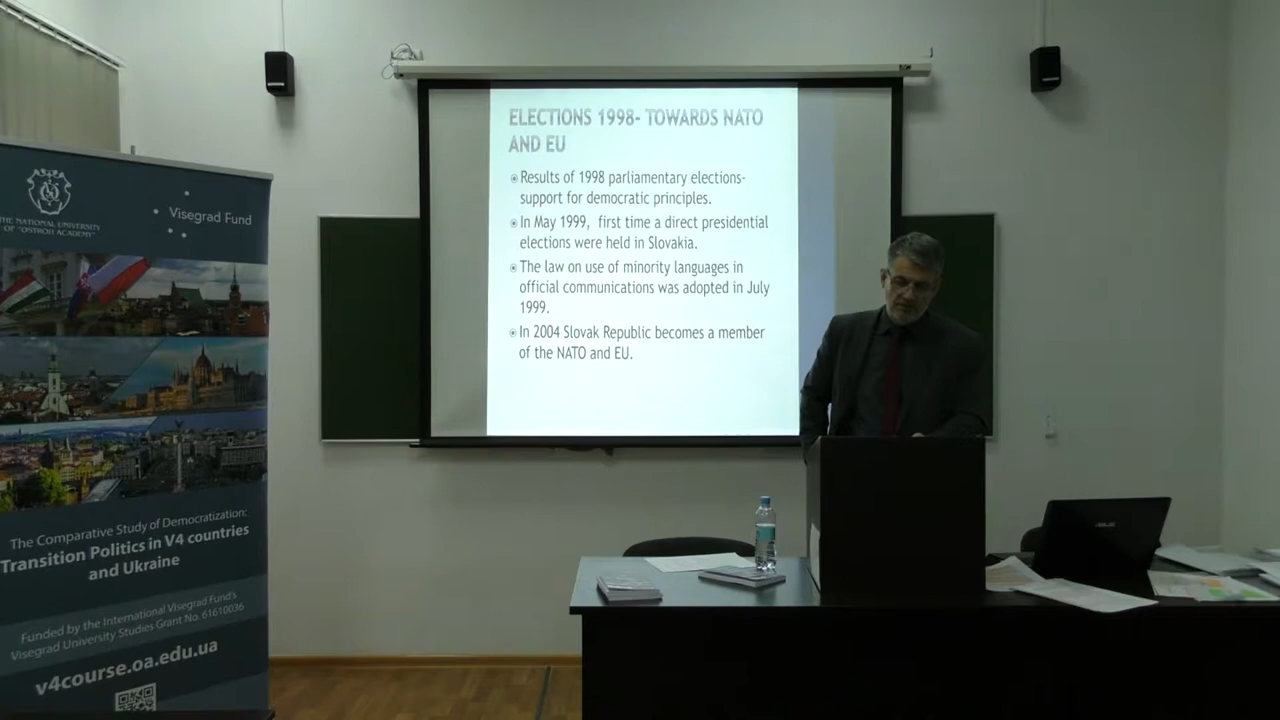 THE NATIONAL UNIVERSITY
OF "OSTROH ACADEMY"
Visegrad Fund
The Comparative Study of Democratization:
Transition Politics in V4 countries
and Ukraine
Funded by the International Visegrad Fund's
Visegrad University Studies Grant No. 61610036
v4course.oa.edu.ua
ELECTIONS 1998- TOWARDS NATO
AND EU
Results of 1998 parliamentary elections-
support for democratic principles.
In May 1999, first time a direct presidential
elections were held in Slovakia.
The law on use of minority languages in
official communications was adopted in July
1999.
In 2004 Slovak Republic becomes a member
of the NATO and EU.
ASUS